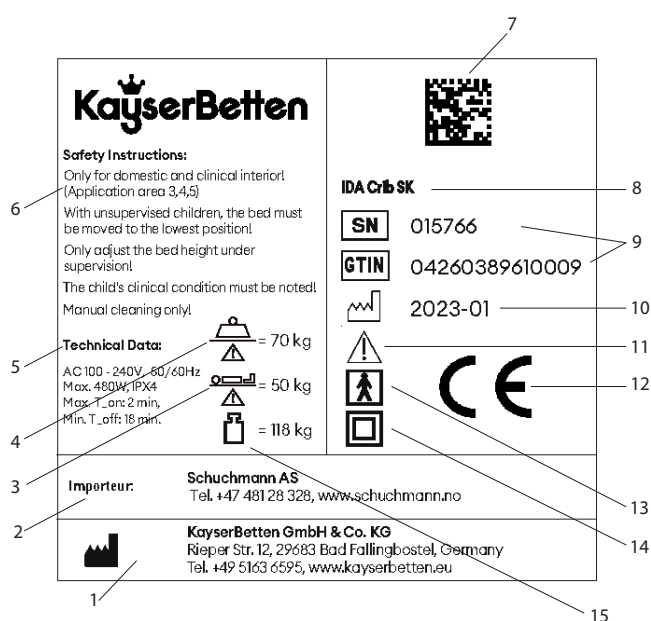 7
KayserBetten
Safety Instructions:
Only for domestic and clinical interior!
(Application area 3,4,5)
6
With unsupervised children, the bed must
be moved to the lowest position!
Only adjust the bed height under
supervision!
The child's clinical condition must be noted!
Manual cleaning only!
5
Technical Data:
AC 100 - 240V, 50/60Hz
Max. 480W, IPX4
Max. T_on: 2 min,
Min. T_off: 18 min.
4
= 70 kg
3
= 50 kg
= 118 kg
IDA Crib SK
8
SN 015766
9
GTIN 04260389610009
2023-01
10
11
CE
12
13
14
2
Importeur:
Schuchmann AS
Tel. +47 481 28 328, www.schuchmann.no
KayserBetten GmbH & Co. KG
Rieper Str. 12, 29683 Bad Fallingbostel, Germany
Tel. +49 5163 6595, www.kayserbetten.eu
1
15